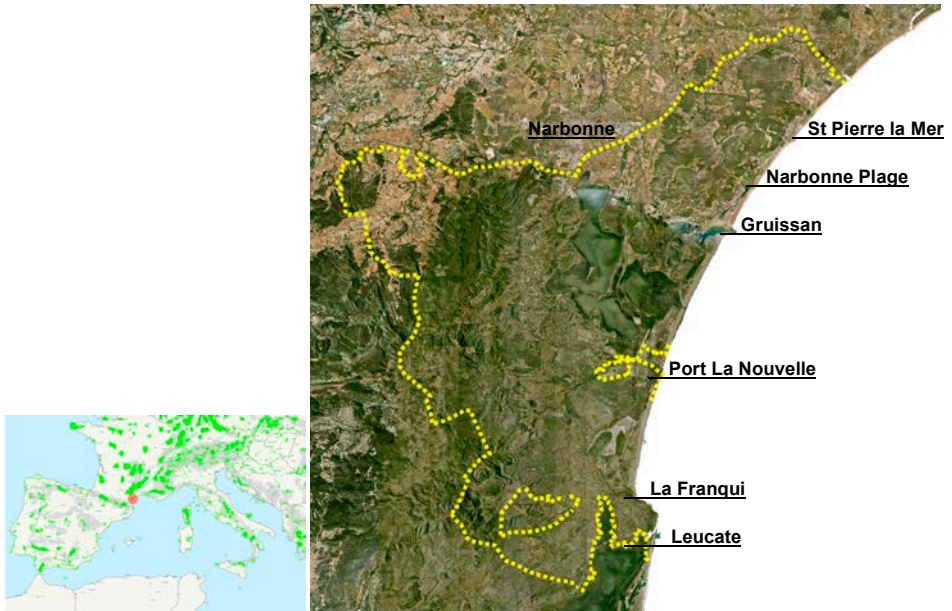 Narbonne
St Pierre la Mer
Narbonne Plage
Gruissan
Port La Nouvelle
La Franqui
Leucate